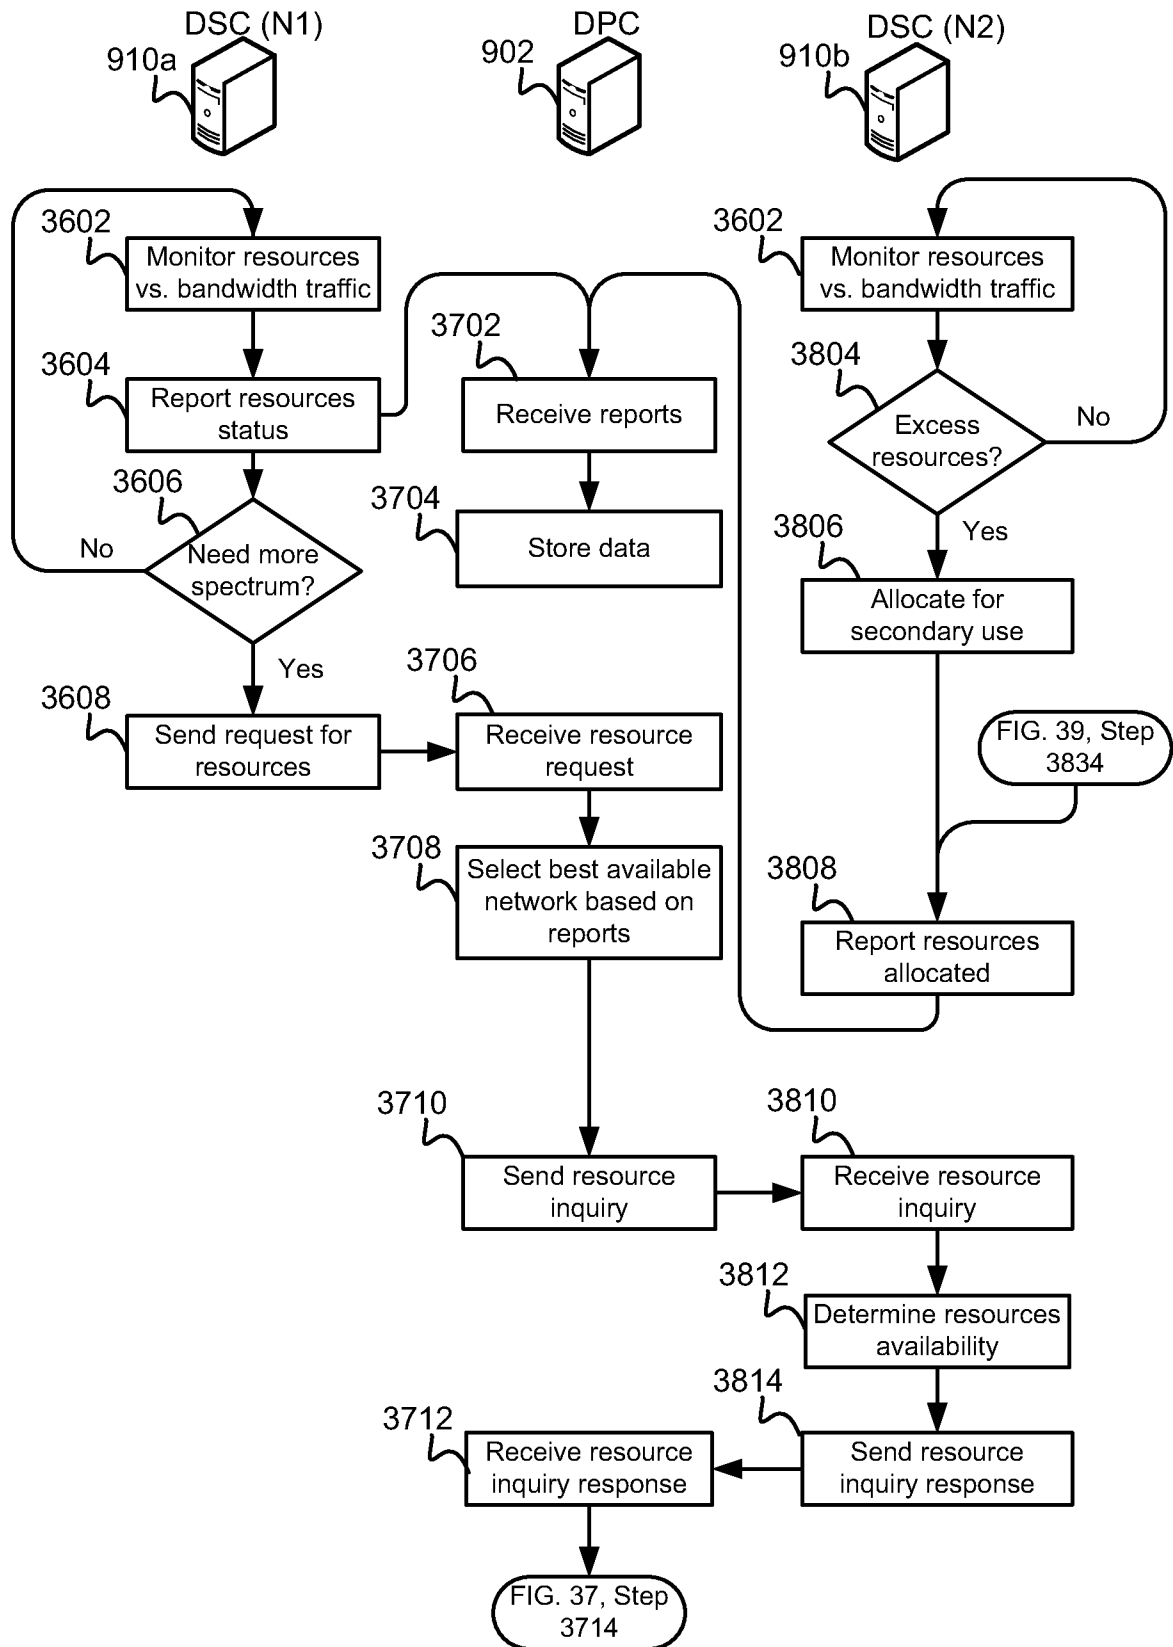 DSC (N1)
DPC
DSC (N2)
910a
902
910b
3602
Monitor resources
vs. bandwidth traffic
3602
Monitor resources
vs. bandwidth traffic
3604
Report resources
status
3702
Receive reports
3804
Excess
resources?
No
3606
Need more
spectrum?
No
Yes
3704
Store data
Yes
3806
Allocate for
secondary use
3608
Send request for
resources
3706
Receive resource
request
FIG. 39, Step
3834
3708
Select best available
network based on
reports
3808
Report resources
allocated
3710
Send resource
inquiry
3810
Receive resource
inquiry
3812
Determine resources
availability
3814
Send resource
inquiry response
3712
Receive resource
inquiry response
FIG. 37, Step
3714